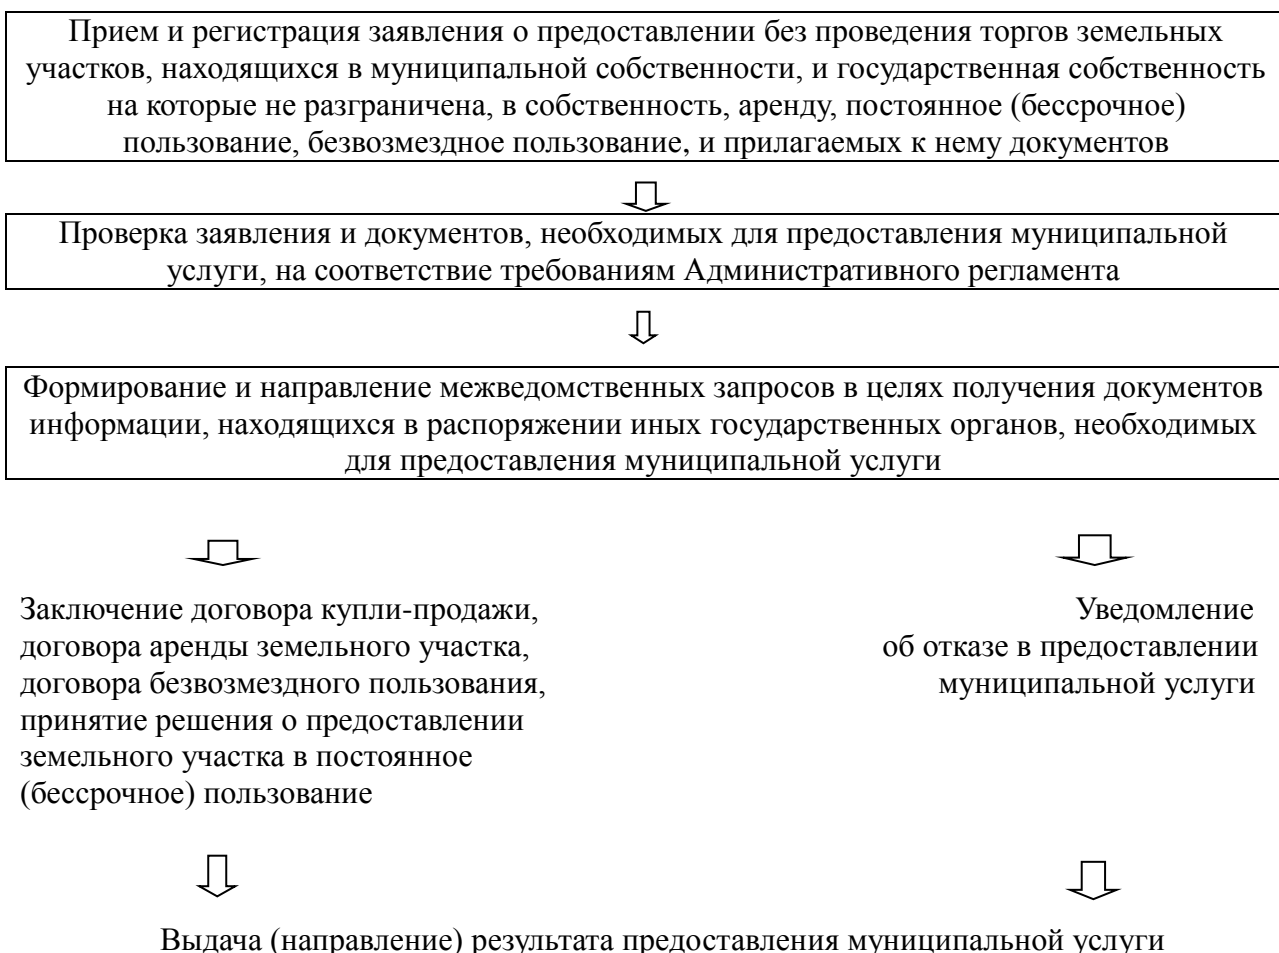 Прием и регистрация заявления о предоставлении без проведения торгов земельных
участков, находящихся в муниципальной собственности, и государственная собственность
на которые не разграничена, в собственность, аренду, постоянное (бессрочное)
пользование, безвозмездное пользование, и прилагаемых к нему документов
Проверка заявления и документов, необходимых для предоставления муниципальной
услуги, на соответствие требованиям Административного регламента
Формирование и направление межведомственных запросов в целях получения документов
информации, находящихся в распоряжении иных государственных органов, необходимых
для предоставления муниципальной услуги
Заключение договора купли-продажи,
договора аренды земельного участка,
договора безвозмездного пользования,
принятие решения о предоставлении
земельного участка в постоянное
(бессрочное) пользование
Уведомление
об отказе в предоставлении
муниципальной услуги
Выдача (направление) результата предоставления муниципальной услуги